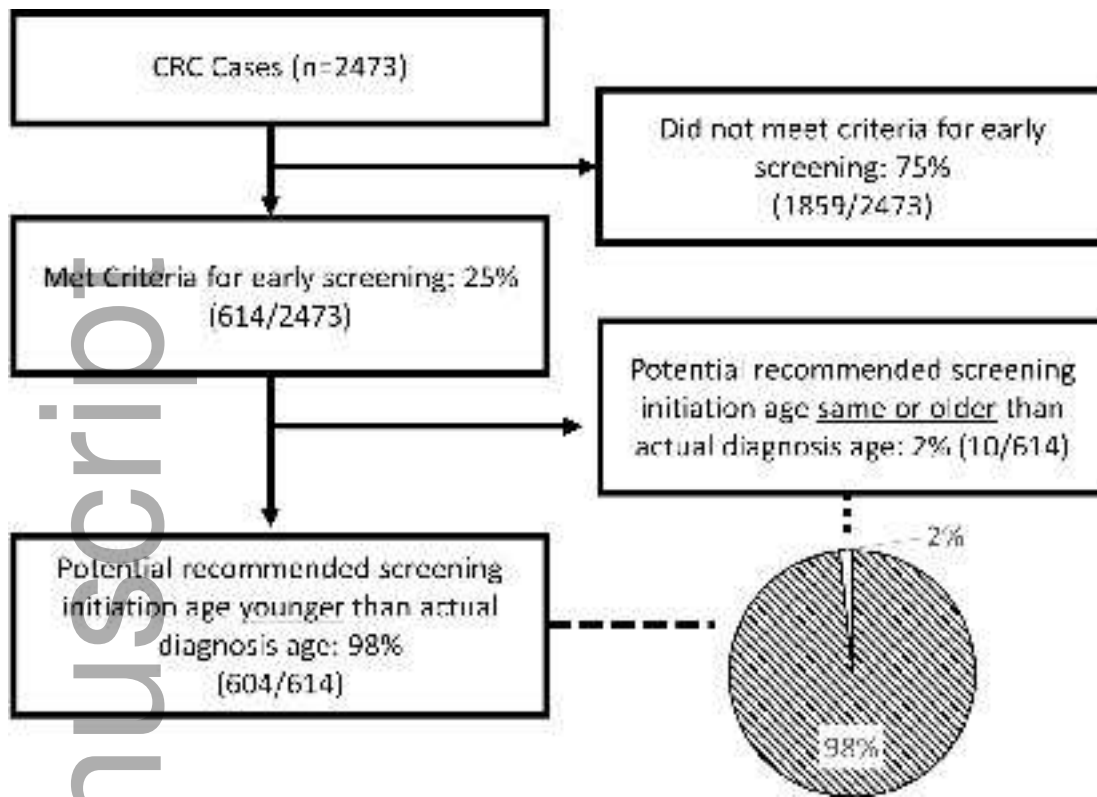 CRC Cases (n=2473)
Did not meet criteria for early
screening: 75%
(1859/2473)
Met Criteria for early screening: 25%
(614/2473)
Potential recommended screening
initiation age same or older than
actual diagnosis age: 2% (10/614)
Potential recommended screening
initiation age younger than actual
diagnosis age: 98%
(604/614)
2%
98%
nuscript